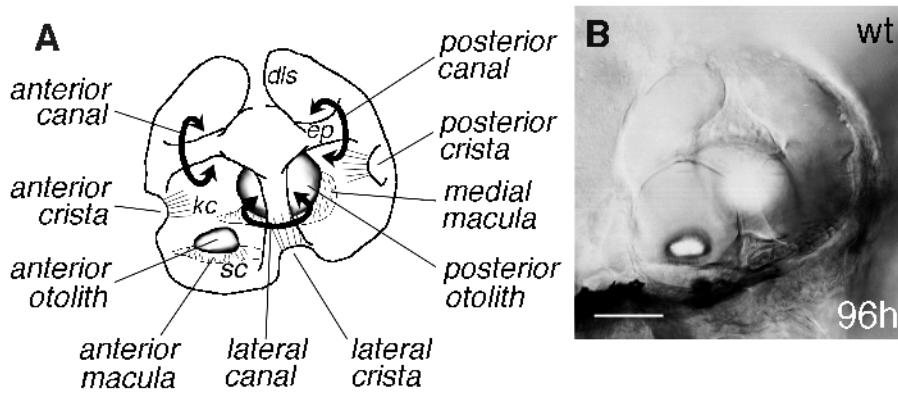 A
anterior
canal
dls
posterior
canal
ep
posterior
crista
anterior
crista
kc
medial
macula
anterior
otolith
sc
posterior
otolith
anterior
macula
lateral
canal
lateral
crista
B
wt
96h